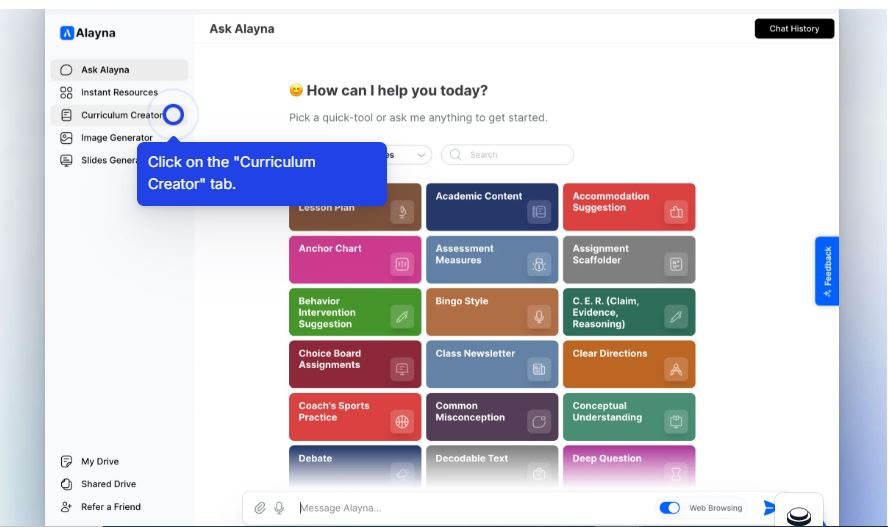 Alayna
Ask Alayna
Chat History
Ask Alayna
Instant Resources
Curriculum Creator
Image Generator
Slides
Click on the "Curriculum
Creator" tab.
😊 How can I help you today?
Pick a quick-tool or ask me anything to get started.
Search
Lesson Plan
Academic Content
Accommodation
Suggestion
Anchor Chart
Assessment
Measures
Assignment
Scaffolder
Behavior
Intervention
Suggestion
Bingo Style
C. E. R. (Claim,
Evidence,
Reasoning)
Choice Board
Assignments
Class Newsletter
Clear Directions
Coach's Sports
Practice
Common
Misconception
Conceptual
Understanding
Debate
Decodable Text
Deep Question
Feedback
My Drive
Shared Drive
Refer a Friend
Message Alayna...
Web Browsing